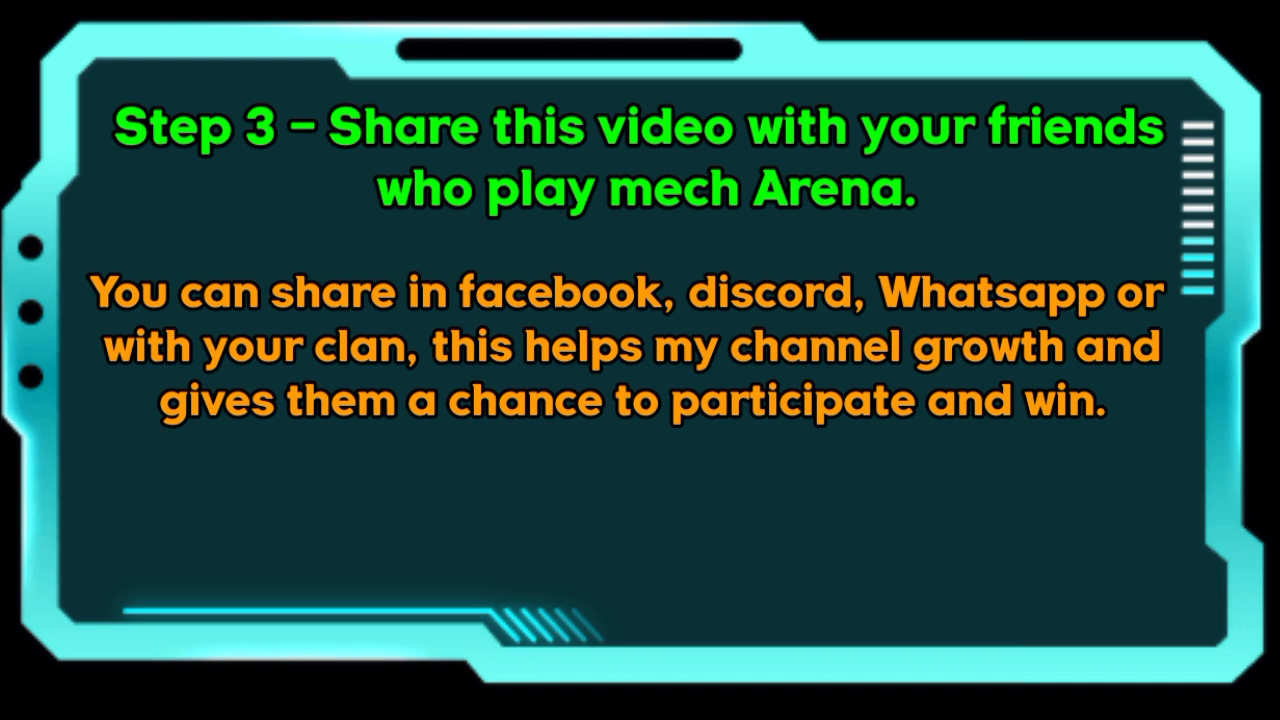 Step 3 – Share this video with your friends
who play mech Arena.
You can share in facebook, discord, Whatsapp or
with your clan, this helps my channel growth and
gives them a chance to participate and win.